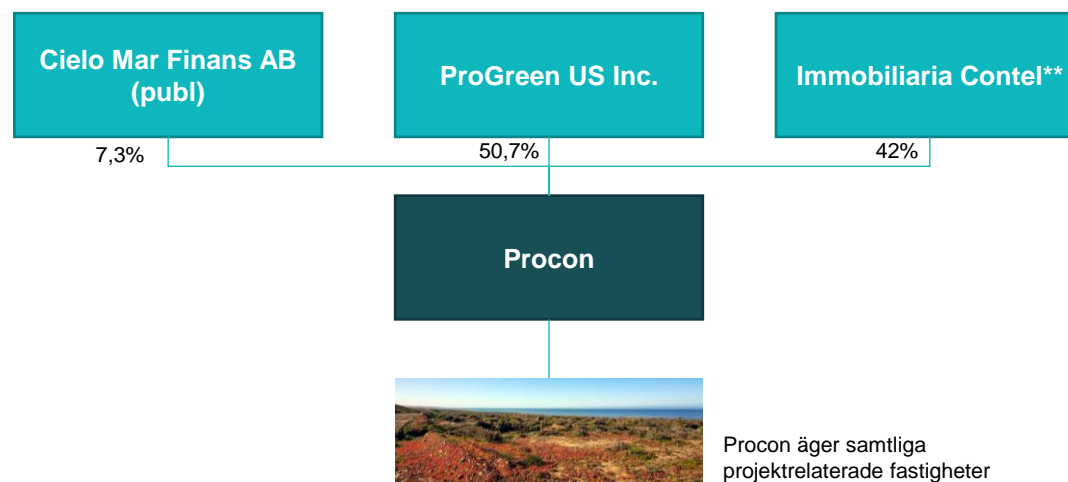 Cielo Mar Finans AB
(publ)
ProGreen US Inc.
Immobiliaria Contel**
7,3%
50,7%
42%
Procon
Procon äger samtliga
projektrelaterade fastigheter